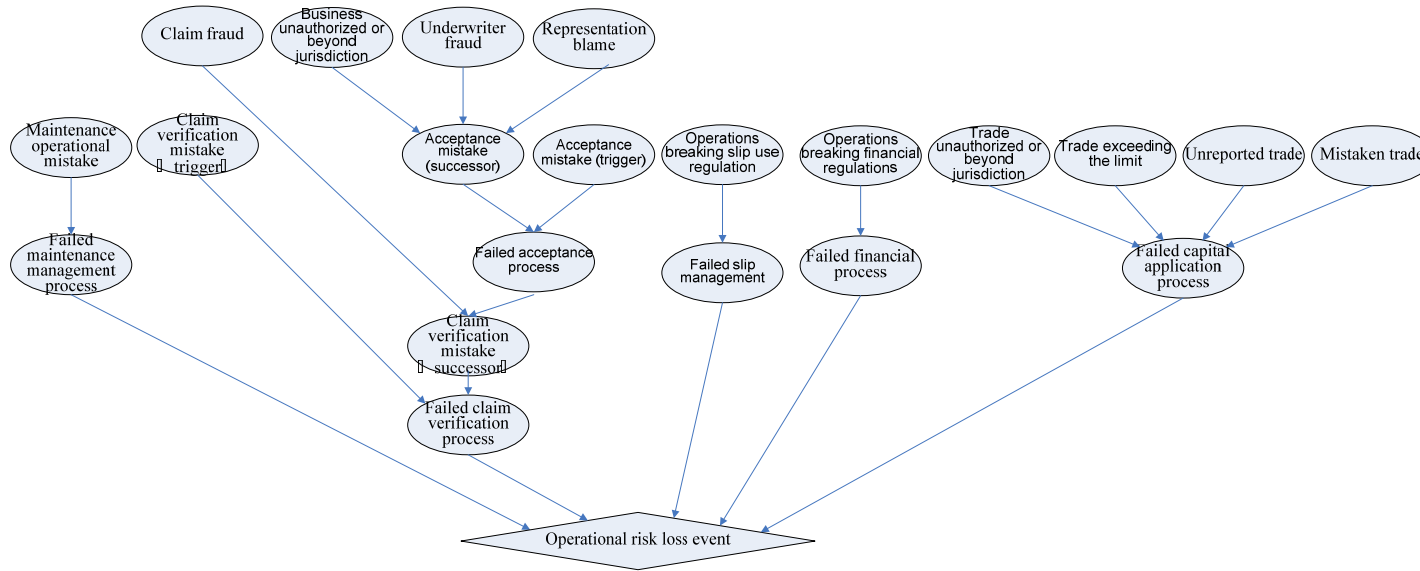 Claim fraud
Business
unauthorized or
beyond
jurisdiction
Underwriter
fraud
Representation
blame
Maintenance
operational
mistake
Claim
verification
mistake
trigger
Acceptance
mistake
(successor)
Acceptance
mistake (trigger)
Operations
breaking slip use
regulation
Operations
breaking financial
regulations
Trade
unauthorized or
beyond
jurisdiction
Trade exceeding
the limit
Unreported trade
Mistaken trade
Failed
maintenance
management
process
Failed acceptance
process
Failed slip
management
Failed financial
process
Failed capital
application
process
Claim
verification
mistake
successor
Failed claim
verification
process
Operational risk loss event